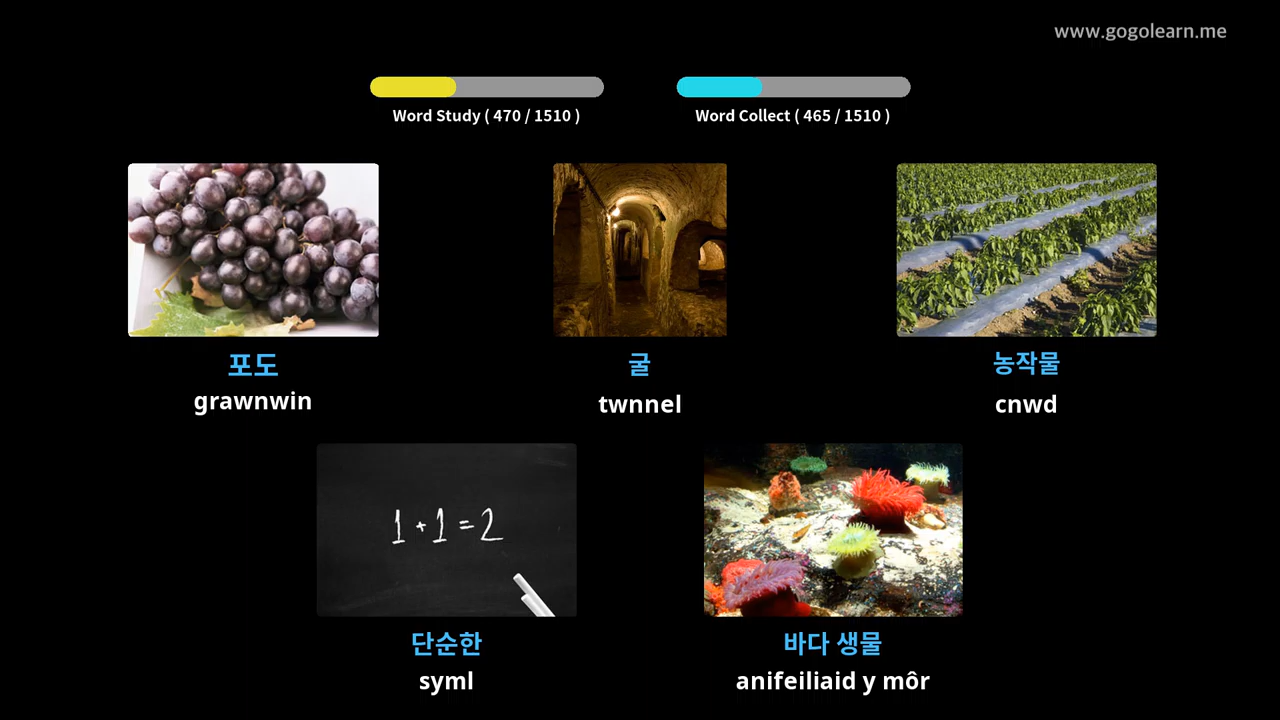 www.gogolearn.me
Word Study ( 470 / 1510 )
Word Collect ( 465 / 1510 )
포도
grawnwin
굴
twnnel
농작물
cnwd
1 + 1 = 2
단순한
syml
바다 생물
anifeiliaid y môr